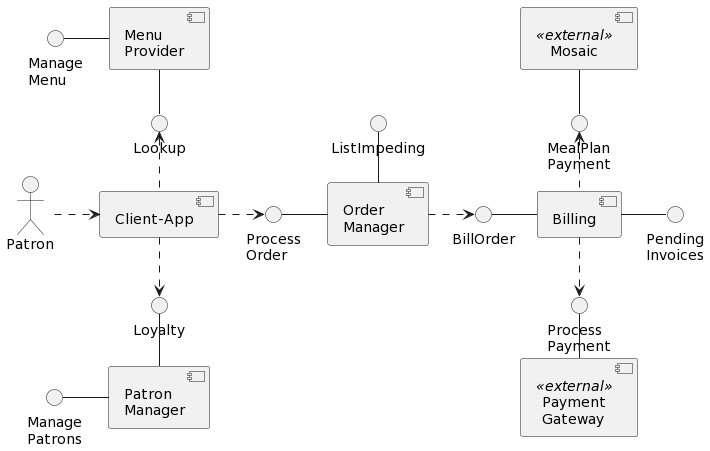 Manage
Menu
Menu
Provider
«external»
Mosaic
Lookup
ListImpeding
MealPlan
Payment
Patron
Client-App
Process
Order
Order
Manager
BillOrder
Billing
Pending
Invoices
Loyalty
Process
Payment
Manage
Patrons
Patron
Manager
«external»
Payment
Gateway